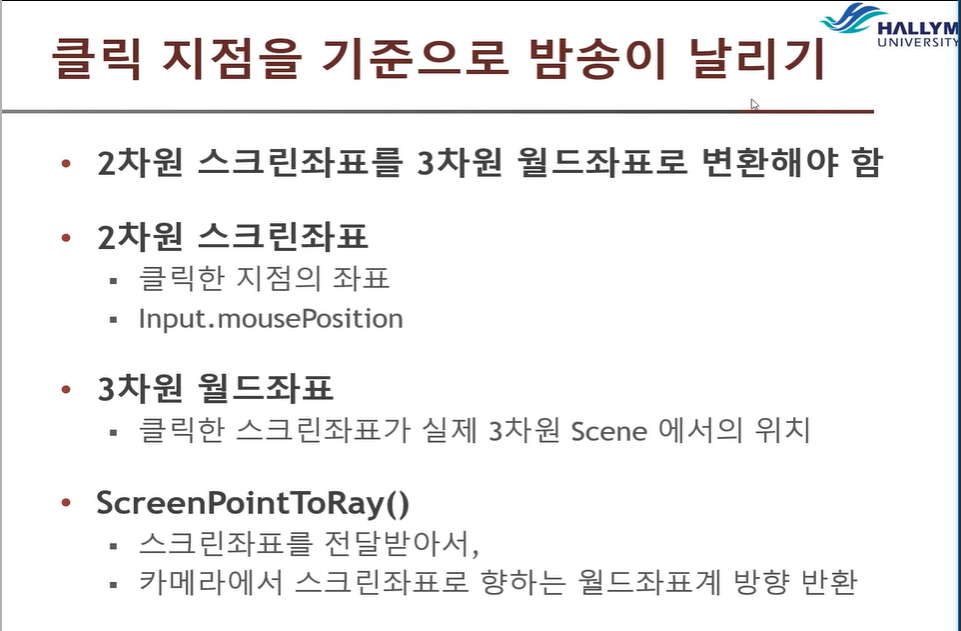 HALLYM
UNIVERSITY
클릭 지점을 기준으로 밤송이 날리기
• 2차원 스크린좌표를 3차원 월드좌표로 변환해야 함
• 2차원 스크린좌표
▪ 클릭한 지점의 좌표
▪ Input.mousePosition
• 3차원 월드좌표
▪ 클릭한 스크린좌표가 실제 3차원 Scene 에서의 위치
• ScreenPointToRay()
▪ 스크린좌표를 전달받아서,
▪ 카메라에서 스크린좌표로 향하는 월드좌표계 방향 반환